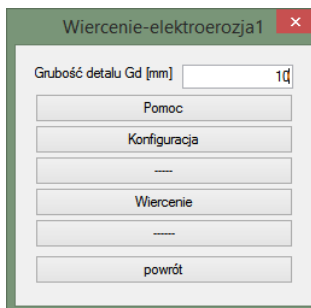 Wiercenie-elektroerozja1
Grubość detalu Gd [mm] 10
Pomoc
Konfiguracja
-----
Wiercenie
------
powrót